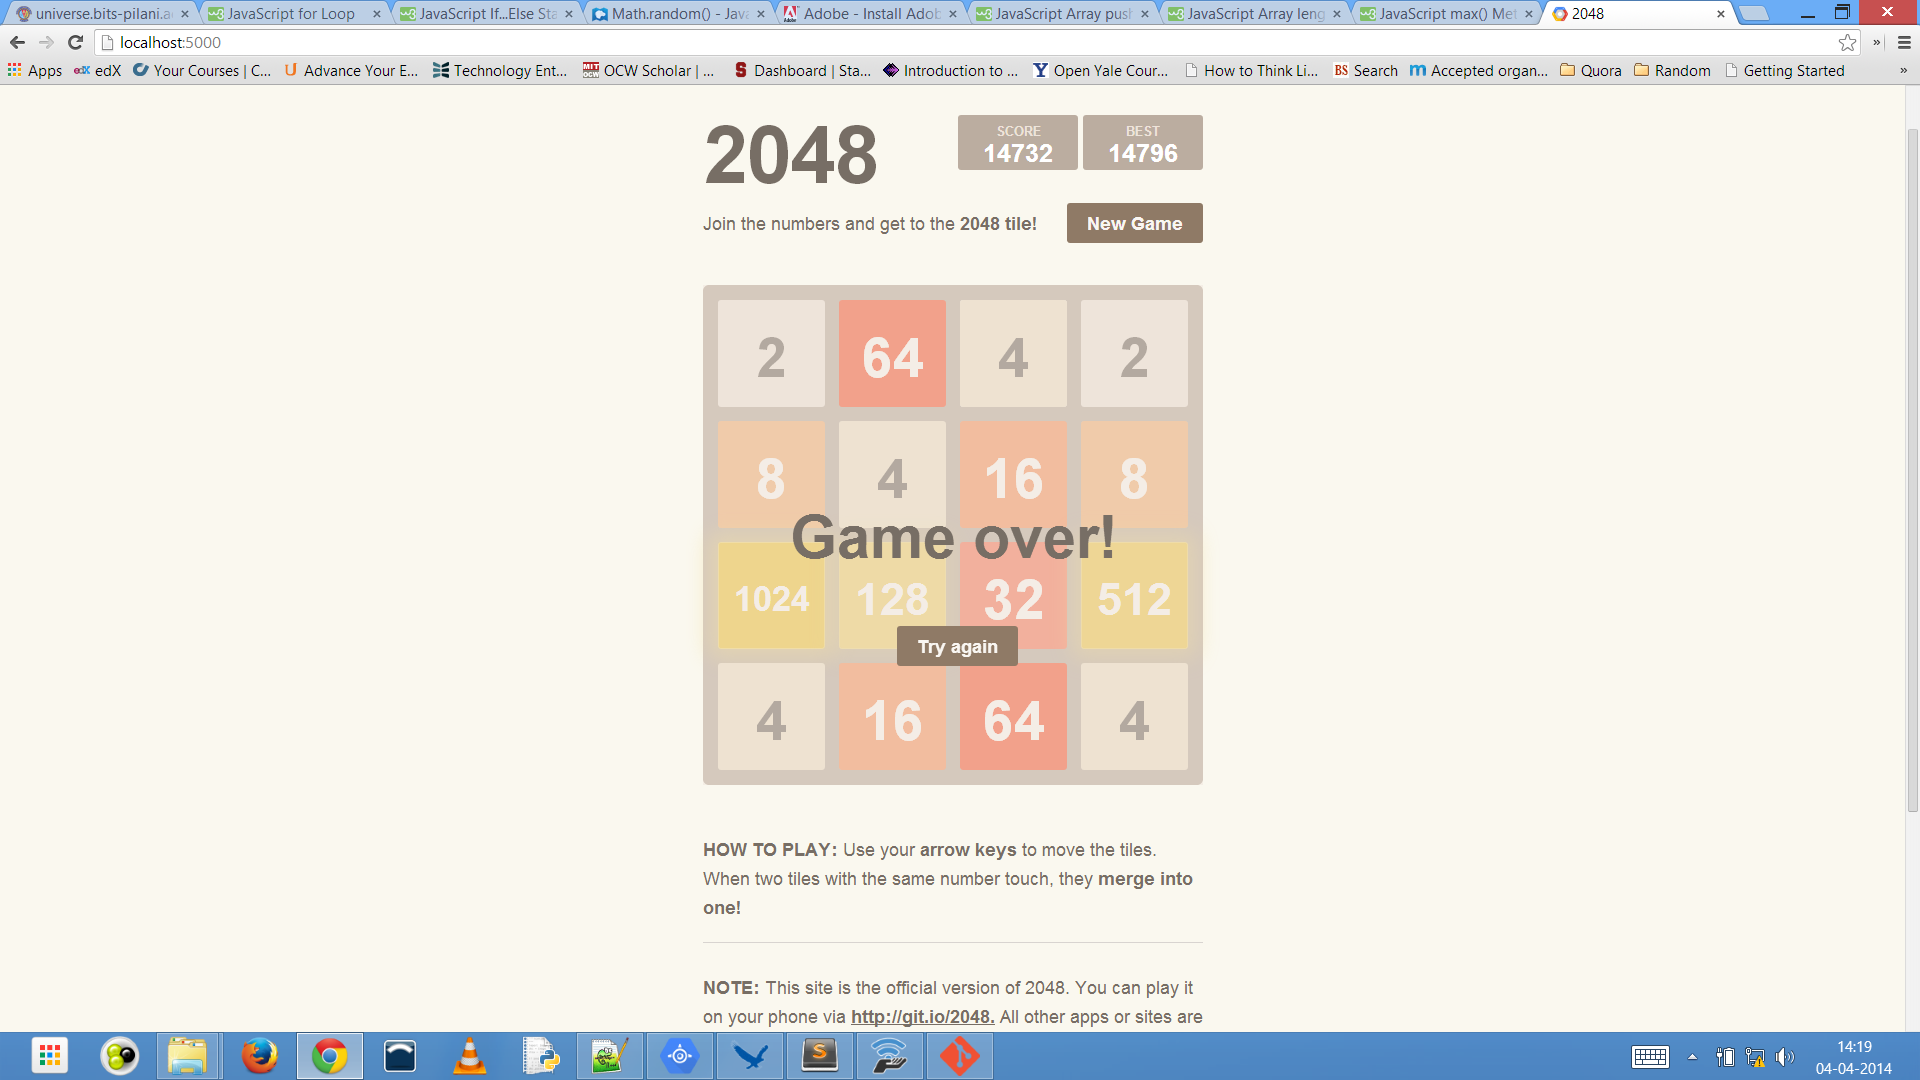 universe.bits-pilani.a
JavaScript for Loop
JavaScript If...Else Sta
Math.random() - Java
Adobe - Install Adob
JavaScript Array push
JavaScript Array leng
JavaScript max() Met
2048
localhost:5000
Apps
edX edX
Your Courses | C...
U Advance Your E...
Technology Ent...
MIT OCW OCW Scholar | ...
S Dashboard | Sta...
Introduction to ...
Y Open Yale Cour...
How to Think Li...
BS Search
m Accepted organ...
Quora
Random
Getting Started
»
2048
SCORE
14732
BEST
14796
Join the numbers and get to the 2048 tile!
New Game
2 64 4 2
8 4 16 8
Game over!
1024 128 32 512
Try again
4 16 64 4
HOW TO PLAY: Use your arrow keys to move the tiles.
When two tiles with the same number touch, they merge into
one!
NOTE: This site is the official version of 2048. You can play it
on your phone via http://git.io/2048. All other apps or sites are
14:19
04-04-2014